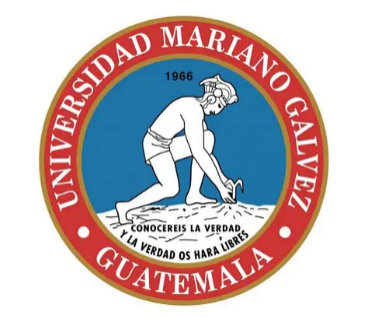 UNIVERSIDAD MARIANO GALVEZ
1966
CONOCEREIS LA VERDAD
Y LA VERDAD OS HARA LIBRES
GUATEMALA